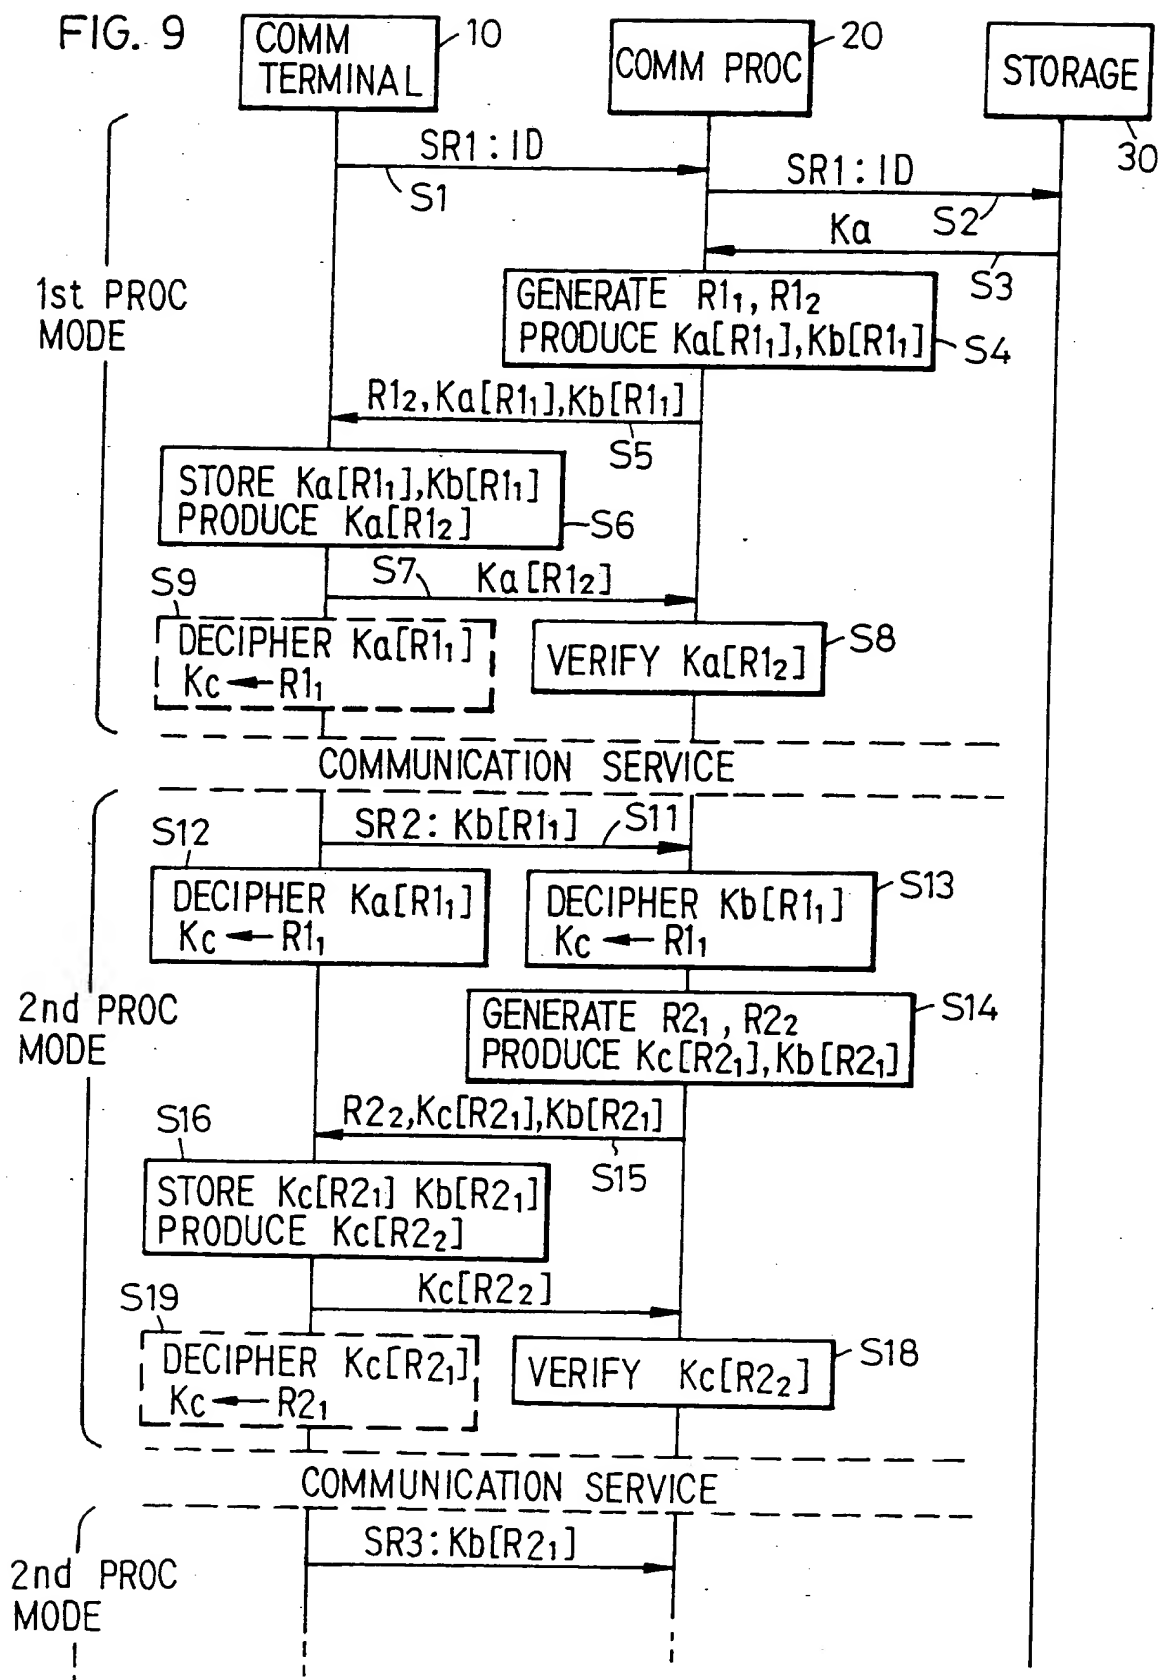 FIG. 9
COMM
TERMINAL
10
COMM PROC
20
STORAGE
30
1st PROC
MODE
SR1:ID
S1
SR1:ID
S2
Ka
S3
GENERATE R1₁, R1₂
PRODUCE Ka[R1₁],Kb[R1₁]
S4
R1₂,Ka[R1₁],Kb[R1₁]
S5
STORE Ka[R1₁],Kb[R1₁]
PRODUCE Ka[R1₂]
S6
S7
Ka[R1₂]
S9
DECIPHER Ka[R1₁]
Kc ← R1₁
VERIFY Ka[R1₂]
S8
COMMUNICATION SERVICE
2nd PROC
MODE
SR2: Kb[R1₁]
S11
S12
DECIPHER Ka[R1₁]
Kc ← R1₁
DECIPHER Kb[R1₁]
Kc ← R1₁
S13
GENERATE R2₁, R2₂
PRODUCE Kc[R2₁],Kb[R2₁]
S14
R2₂,Kc[R2₁],Kb[R2₁]
S15
S16
STORE Kc[R2₁] Kb[R2₁]
PRODUCE Kc[R2₂]
Kc[R2₂]
S19
DECIPHER Kc[R2₁]
Kc ← R2₁
VERIFY Kc[R2₂]
S18
COMMUNICATION SERVICE
2nd PROC
MODE
SR3:Kb[R2₁]